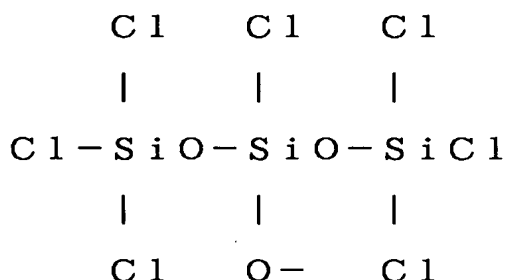 Cl Cl Cl
| | |
Cl-SiO-SiO-SiCl
| | |
Cl O- Cl